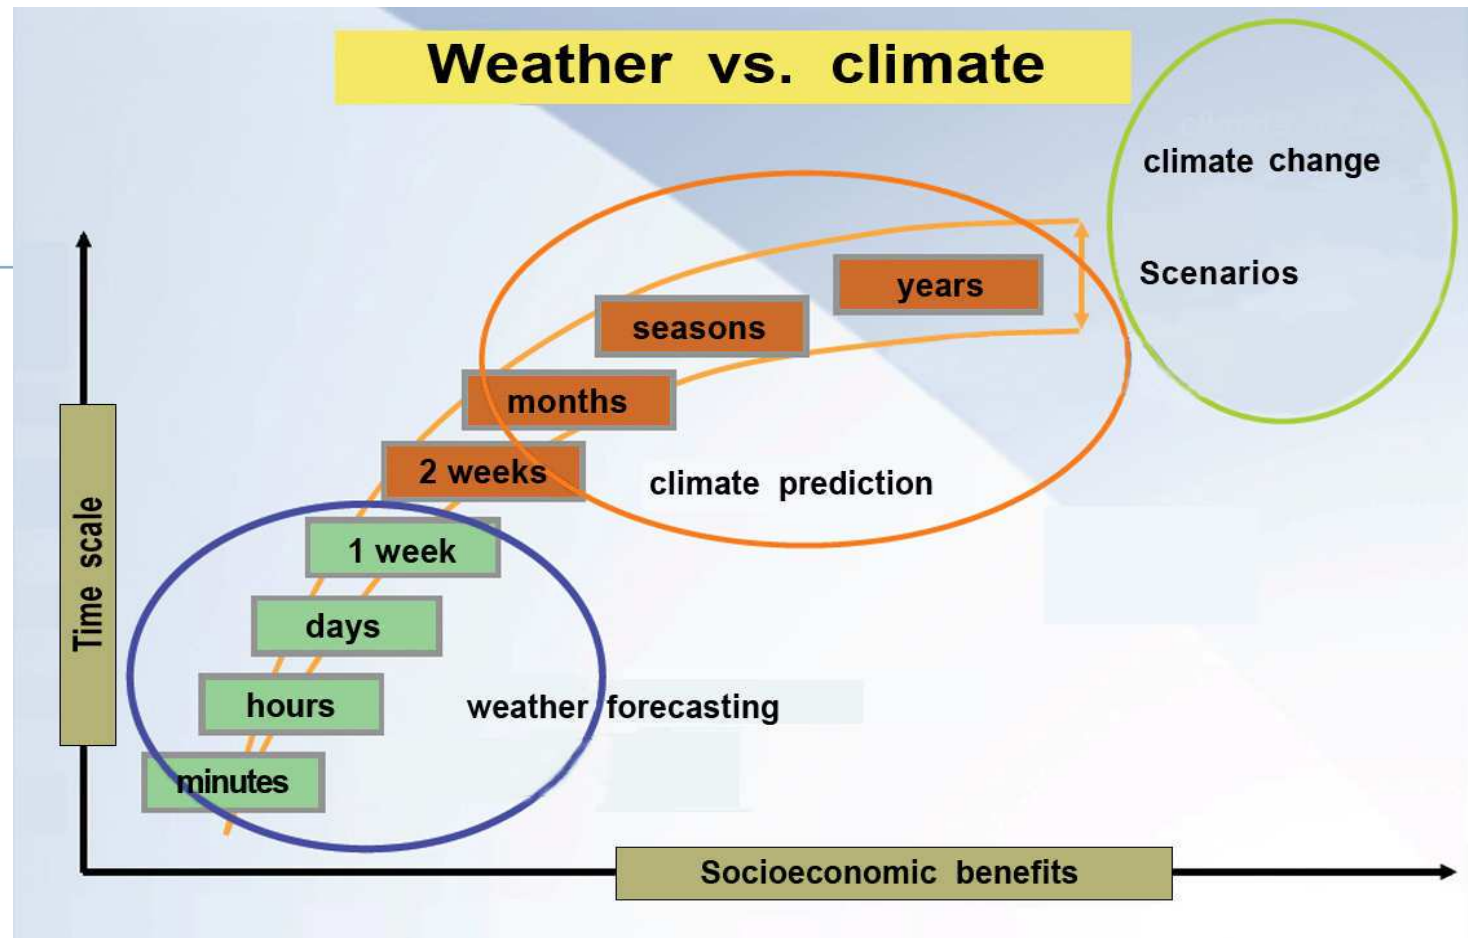 Weather vs. climate
climate change
Scenarios
years
seasons
months
2 weeks
climate prediction
1 week
days
hours
weather forecasting
minutes
Time scale
Socioeconomic benefits